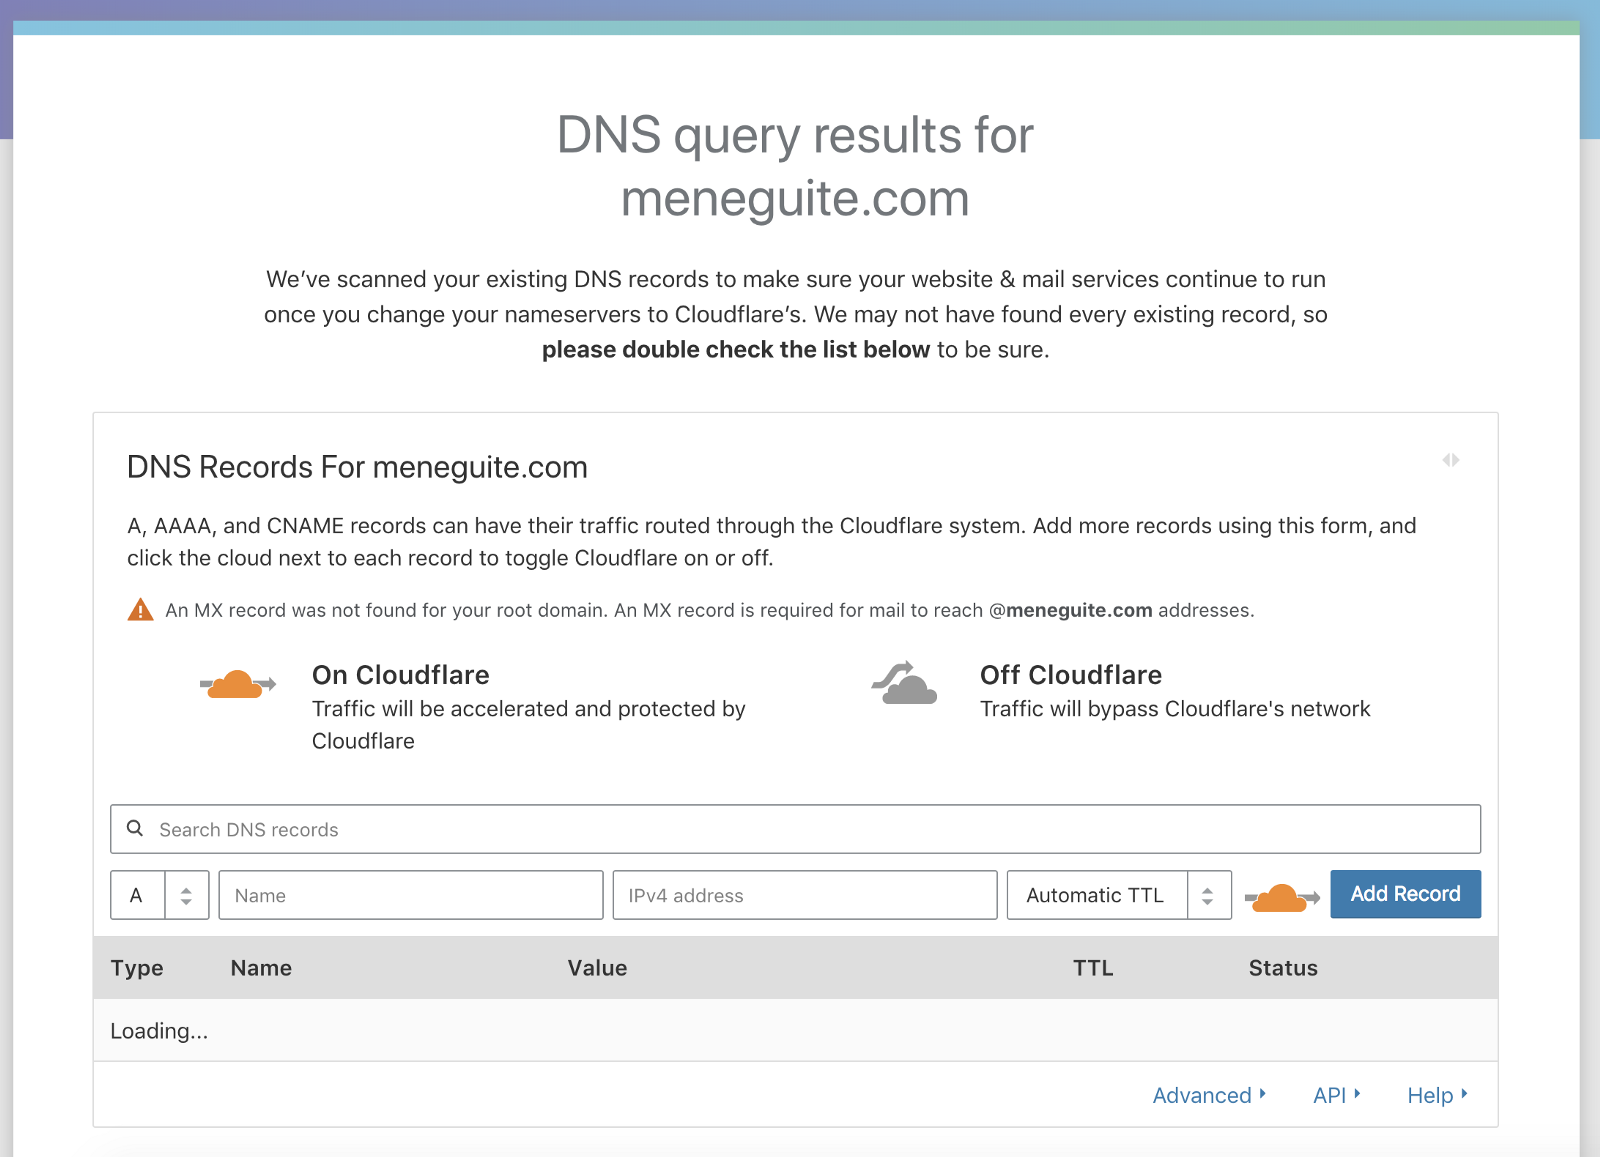 DNS query results for
meneguite.com
We’ve scanned your existing DNS records to make sure your website & mail services continue to run
once you change your nameservers to Cloudflare’s. We may not have found every existing record, so
please double check the list below to be sure.
DNS Records For meneguite.com
A, AAAA, and CNAME records can have their traffic routed through the Cloudflare system. Add more records using this form, and
click the cloud next to each record to toggle Cloudflare on or off.
An MX record was not found for your root domain. An MX record is required for mail to reach @meneguite.com addresses.
On Cloudflare
Traffic will be accelerated and protected by
Cloudflare
Off Cloudflare
Traffic will bypass Cloudflare's network
Search DNS records
A Name IPv4 address Automatic TTL Add Record
Type Name Value TTL Status
Loading...
Advanced API Help